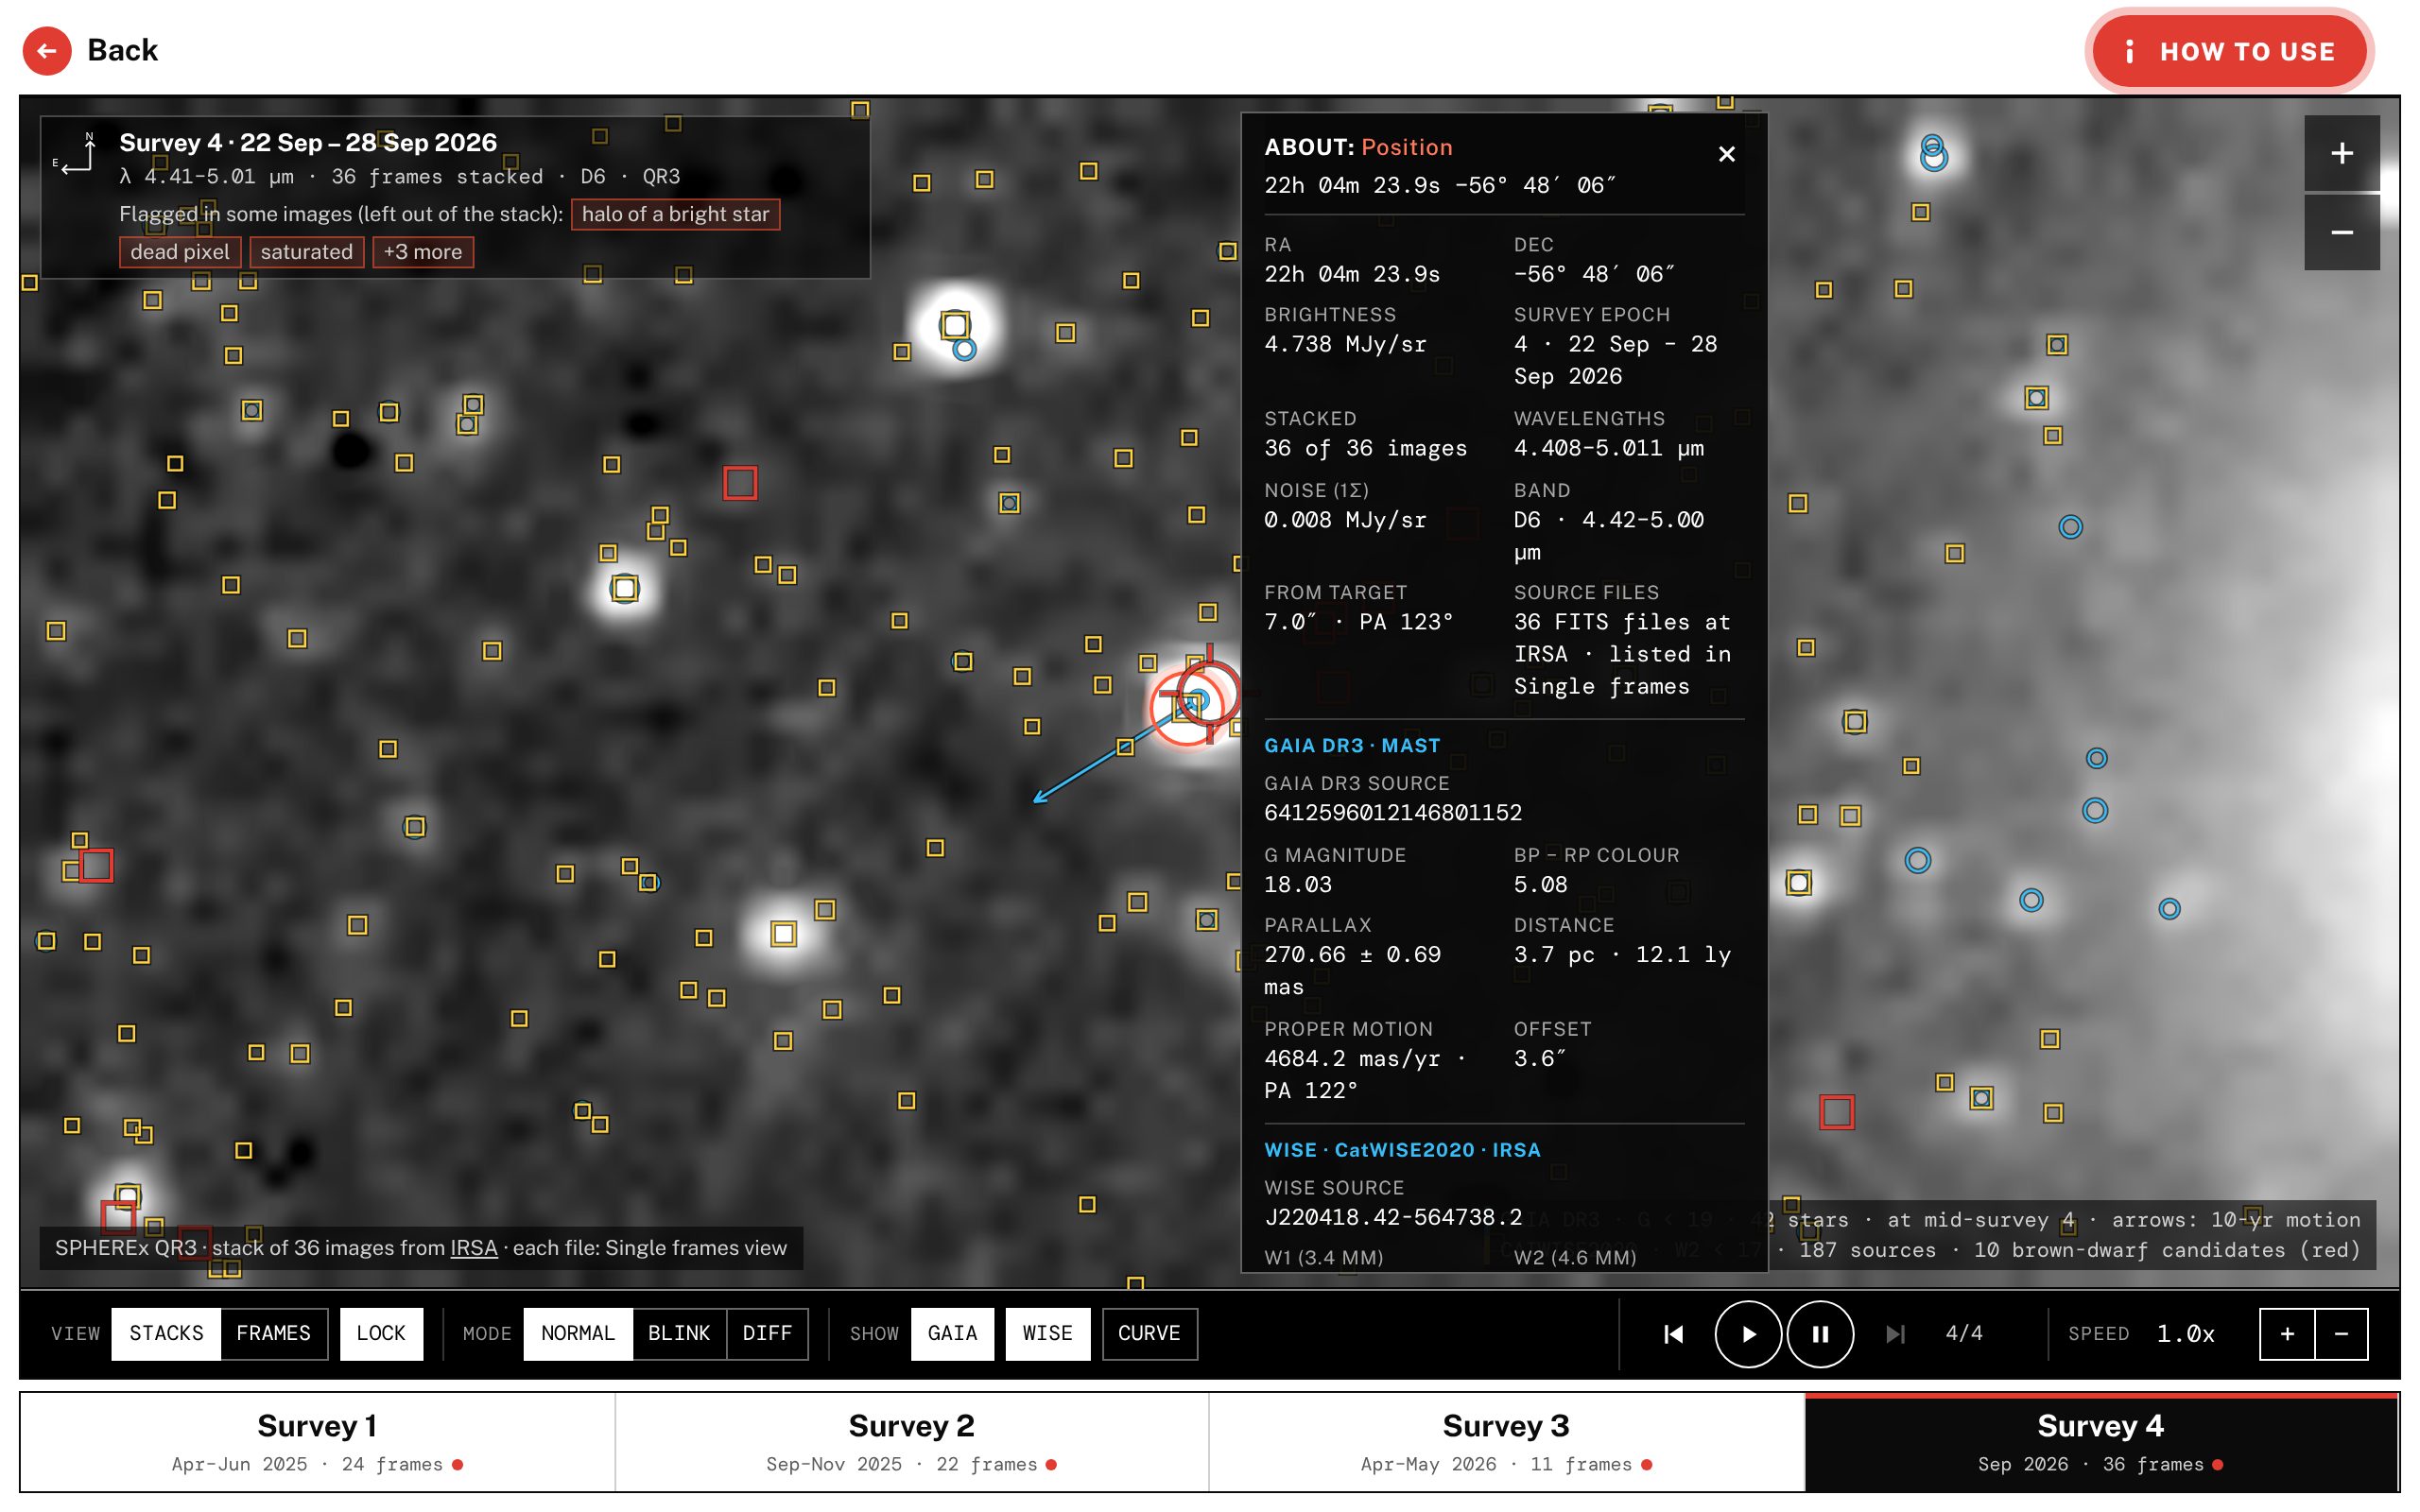 Back
HOW TO USE
N
E
Survey 4 · 22 Sep – 28 Sep 2026
λ 4.41–5.01 µm · 36 frames stacked · D6 · QR3
Flagged in some images (left out of the stack): halo of a bright star
dead pixel saturated +3 more
ABOUT: Position
22h 04m 23.9s −56° 48′ 06″
RA DEC
22h 04m 23.9s −56° 48′ 06″
BRIGHTNESS SURVEY EPOCH
4.738 MJy/sr 4 · 22 Sep – 28
Sep 2026
STACKED WAVELENGTHS
36 of 36 images 4.408–5.011 µm
NOISE (1Σ) BAND
0.008 MJy/sr D6 · 4.42–5.00
µm
FROM TARGET SOURCE FILES
7.0″ · PA 123° 36 FITS files at
IRSA · listed in
Single frames
GAIA DR3 · MAST
GAIA DR3 SOURCE
6412596012146801152
G MAGNITUDE BP − RP COLOUR
18.03 5.08
PARALLAX DISTANCE
270.66 ± 0.69 3.7 pc · 12.1 ly
mas
PROPER MOTION OFFSET
4684.2 mas/yr · 3.6″
PA 122°
WISE · CatWISE2020 · IRSA
WISE SOURCE
J220418.42-564738.2
W1 (3.4 MM) W2 (4.6 MM)
GAIA DR3 · G < 19 · 42 stars · at mid-survey 4 · arrows: 10-yr motion
CATWISE2020 · W2 < 17 · 187 sources · 10 brown-dwarf candidates (red)
SPHEREx QR3 · stack of 36 images from IRSA · each file: Single frames view
VIEW STACKS FRAMES LOCK MODE NORMAL BLINK DIFF SHOW GAIA WISE CURVE 4/4 SPEED 1.0x + −
Survey 1 Survey 2 Survey 3 Survey 4
Apr–Jun 2025 · 24 frames Sep–Nov 2025 · 22 frames Apr–May 2026 · 11 frames Sep 2026 · 36 frames